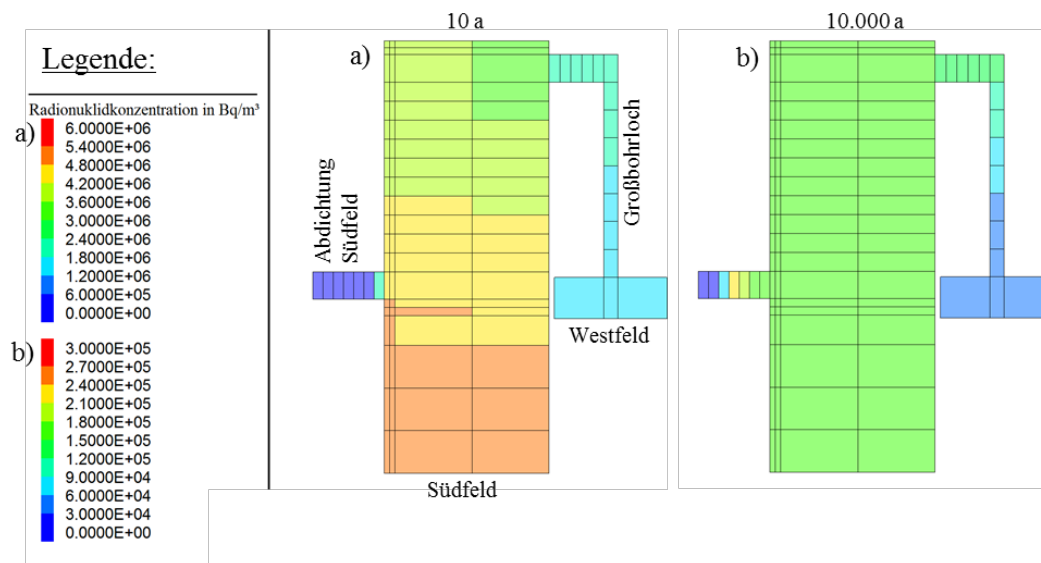 10 a
10.000 a
Legende:
a)
b)
Radionuklidkonzentration in Bq/m³
a)
6.0000E+06
5.4000E+06
4.8000E+06
4.2000E+06
3.6000E+06
3.0000E+06
2.4000E+06
1.8000E+06
1.2000E+06
6.0000E+05
0.0000E+00
Abdichtung
Südfeld
Großbohrloch
Westfeld
b)
3.0000E+05
2.7000E+05
2.4000E+05
2.1000E+05
1.8000E+05
1.5000E+05
1.2000E+05
9.0000E+04
6.0000E+04
3.0000E+04
0.0000E+00
Südfeld